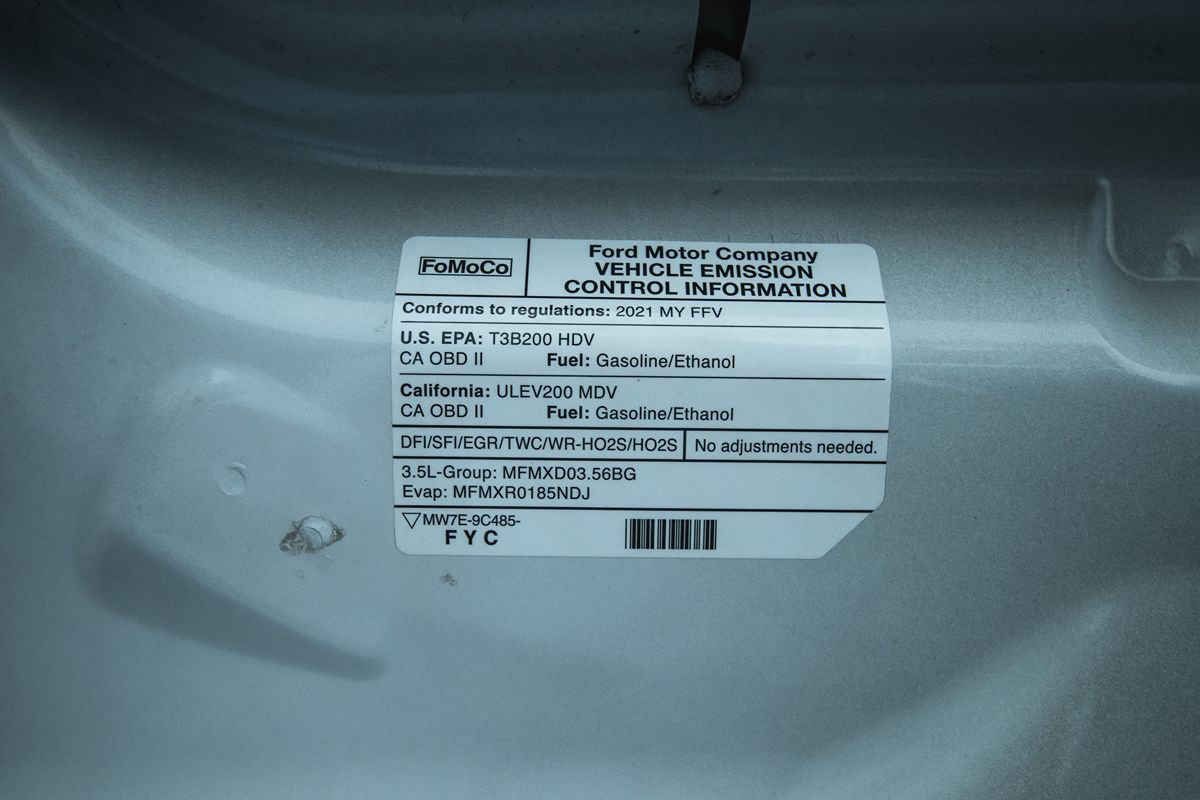 FoMoCo
Ford Motor Company
VEHICLE EMISSION
CONTROL INFORMATION
Conforms to regulations: 2021 MY FFV
U.S. EPA: T3B200 HDV
CA OBD II Fuel: Gasoline/Ethanol
California: ULEV200 MDV
CA OBD II Fuel: Gasoline/Ethanol
DFI/SFI/EGR/TWC/WR-HO2S/HO2S No adjustments needed.
3.5L-Group: MFMXD03.56BG
Evap: MFMXR0185NDJ
MW7E-9C485-
FYC